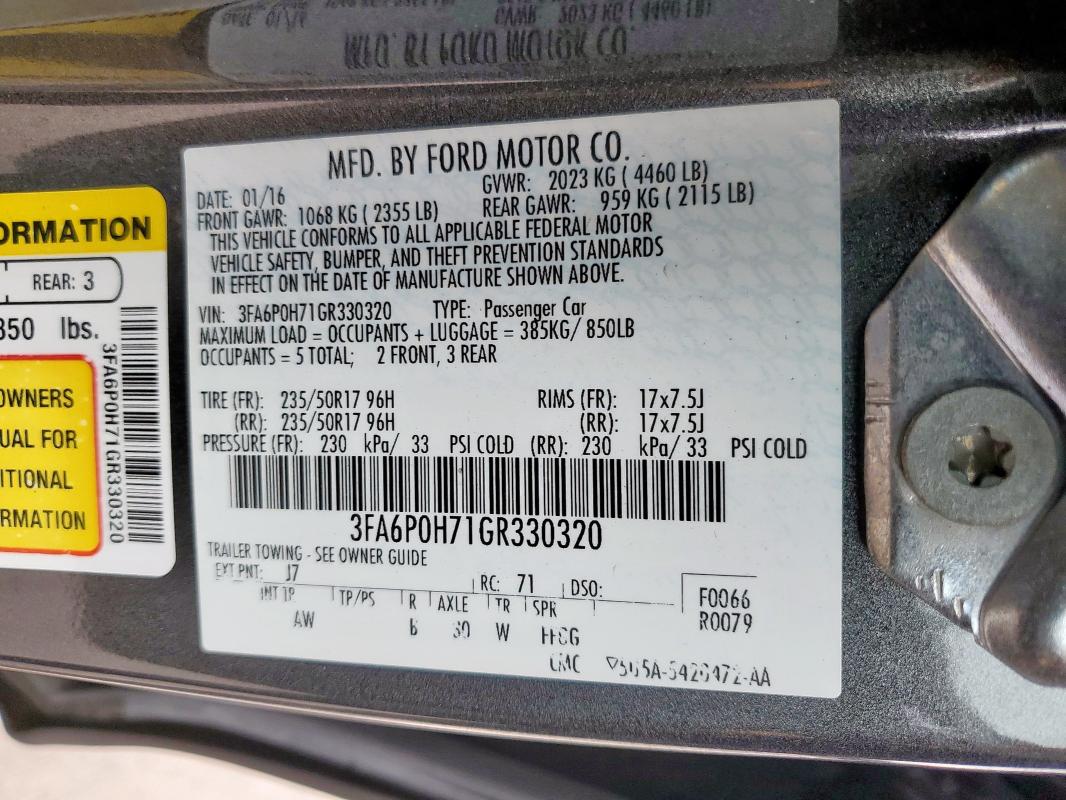 MFD. BY FORD MOTOR CO.
DATE: 01/16
GVWR: 2023 KG ( 4460 LB)
FRONT GAWR: 1068 KG ( 2355 LB)
REAR GAWR: 959 KG ( 2115 LB)
THIS VEHICLE CONFORMS TO ALL APPLICABLE FEDERAL MOTOR
VEHICLE SAFETY, BUMPER, AND THEFT PREVENTION STANDARDS
IN EFFECT ON THE DATE OF MANUFACTURE SHOWN ABOVE.
VIN: 3FA6P0H71GR330320 TYPE: Passenger Car
MAXIMUM LOAD = OCCUPANTS + LUGGAGE = 385KG/ 850LB
OCCUPANTS = 5 TOTAL; 2 FRONT, 3 REAR
TIRE (FR): 235/50R17 96H RIMS (FR): 17x7.5J
(RR): 235/50R17 96H (RR): 17x7.5J
PRESSURE (FR): 230 kPa/ 33 PSI COLD (RR): 230 kPa/ 33 PSI COLD
3FA6P0H71GR330320
TRAILER TOWING - SEE OWNER GUIDE
EXT PNT: J7 RC: 71 DSO:
TP/PS R AXLE TR SPR
AW W
F0066
R0079
ORMATION
REAR: 3
850 lbs.
OWNERS
UAL FOR
ITIONAL
RMATION
3FA6P0H71GR330320